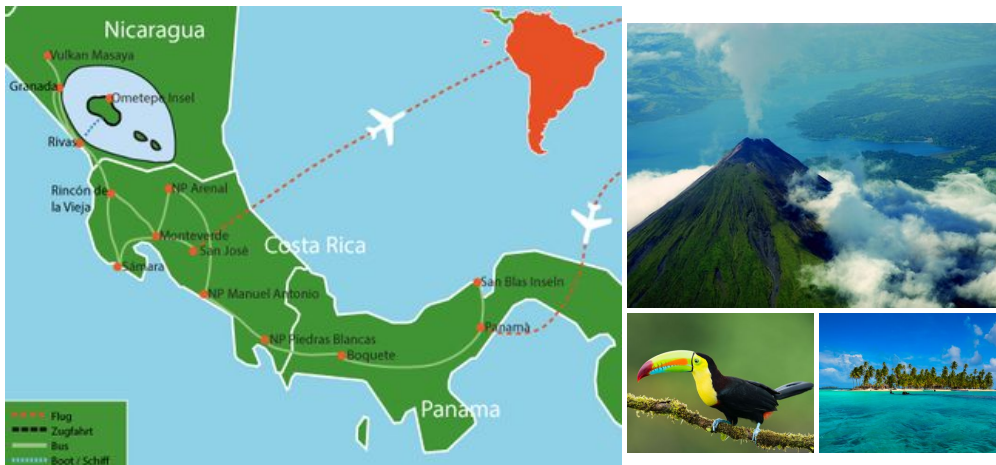 Nicaragua
Vulkan Masaya
Granada
Ometepe Insel
Rivas
Rincón de
la Vieja
NP Arenal
Monteverde
San José
Costa Rica
Sámara
NP Manuel Antonio
San Blas Inseln
Panamà
NP Piedras Blancas
Boquete
Panama
Flug
Zugfahrt
Bus
Boot / Schiff